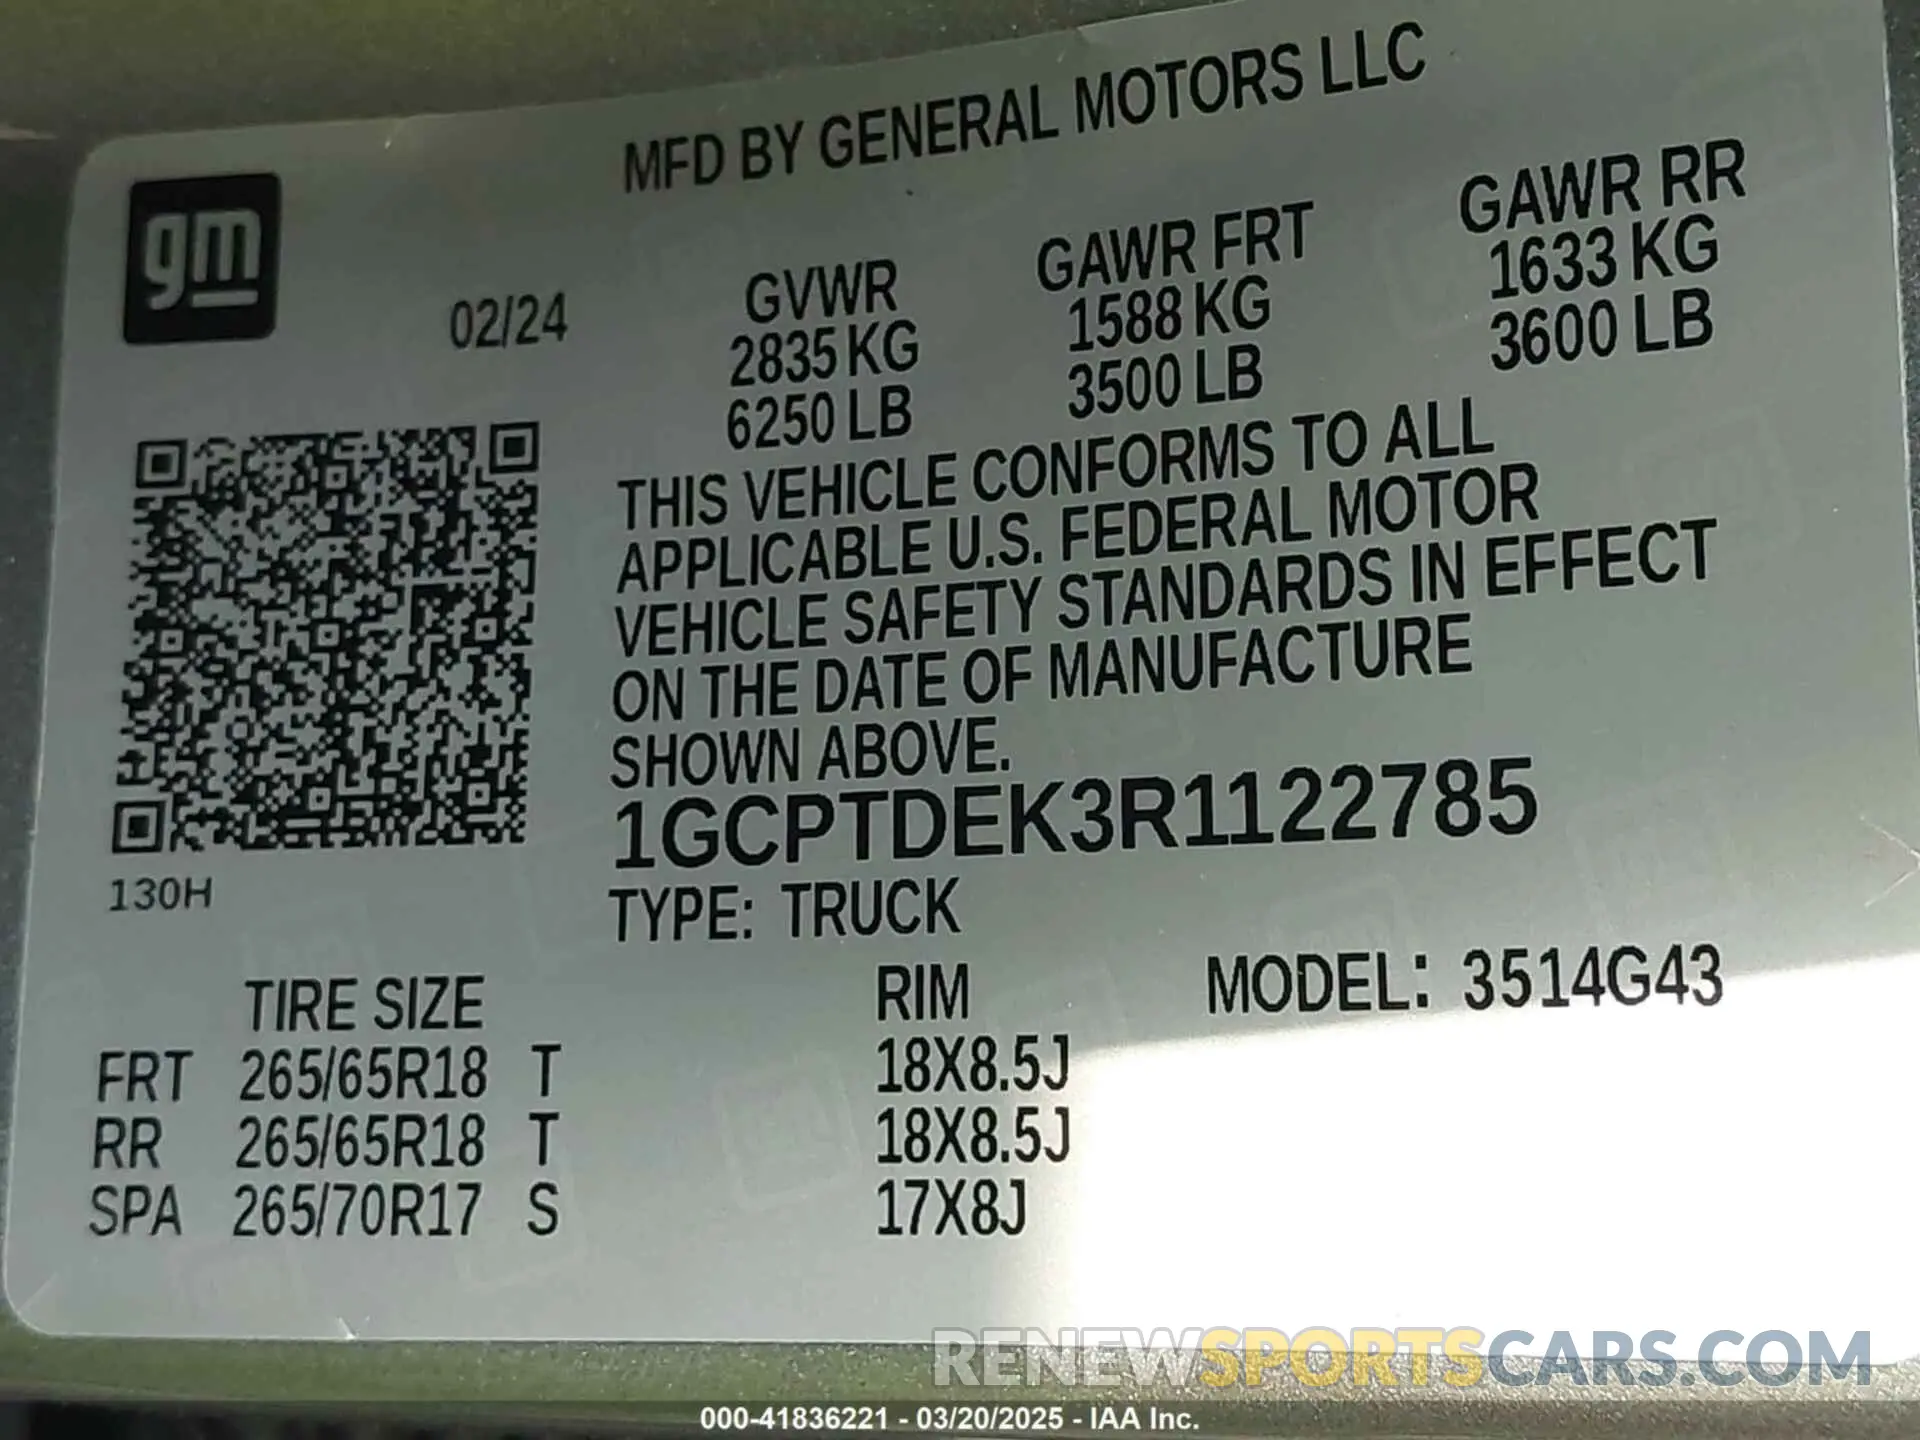 MFD BY GENERAL MOTORS LLC
gm
02/24
GVWR
2835 KG
6250 LB
GAWR FRT
1588 KG
3500 LB
GAWR RR
1633 KG
3600 LB
THIS VEHICLE CONFORMS TO ALL
APPLICABLE U.S. FEDERAL MOTOR
VEHICLE SAFETY STANDARDS IN EFFECT
ON THE DATE OF MANUFACTURE
SHOWN ABOVE.
1GCPTDEK3R1122785
130H
TYPE: TRUCK
TIRE SIZE RIM MODEL: 3514G43
FRT 265/65R18 T 18X8.5J
RR 265/65R18 T 18X8.5J
SPA 265/70R17 S 17X8J
RENEWSPORTSCARS.COM
000-41836221 - 03/20/2025 - IAA Inc.